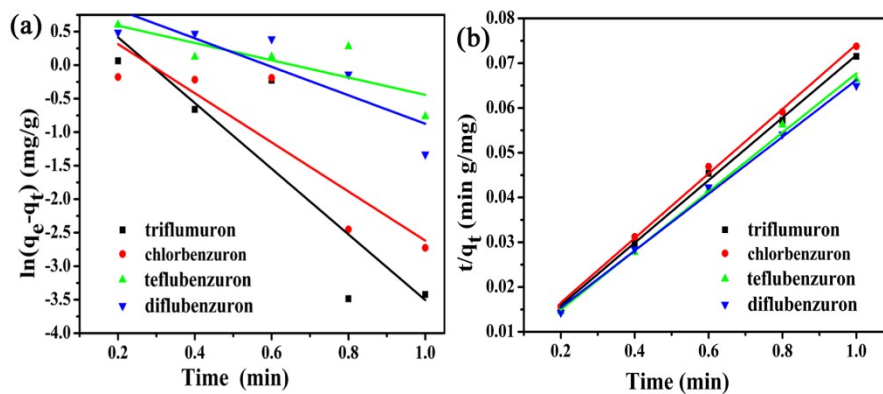 (a)
ln(qe-qt) (mg/g)
0.5
0.0
-0.5
-1.0
-1.5
-2.0
-2.5
-3.0
-3.5
-4.0
triflumuron
chlorbenzuron
teflubenzuron
diflubenzuron
0.2 0.4 0.6 0.8 1.0
Time (min)
(b)
t/qt (min g/mg)
0.08
0.07
0.06
0.05
0.04
0.03
0.02
0.01
triflumuron
chlorbenzuron
teflubenzuron
diflubenzuron
0.2 0.4 0.6 0.8 1.0
Time (min)